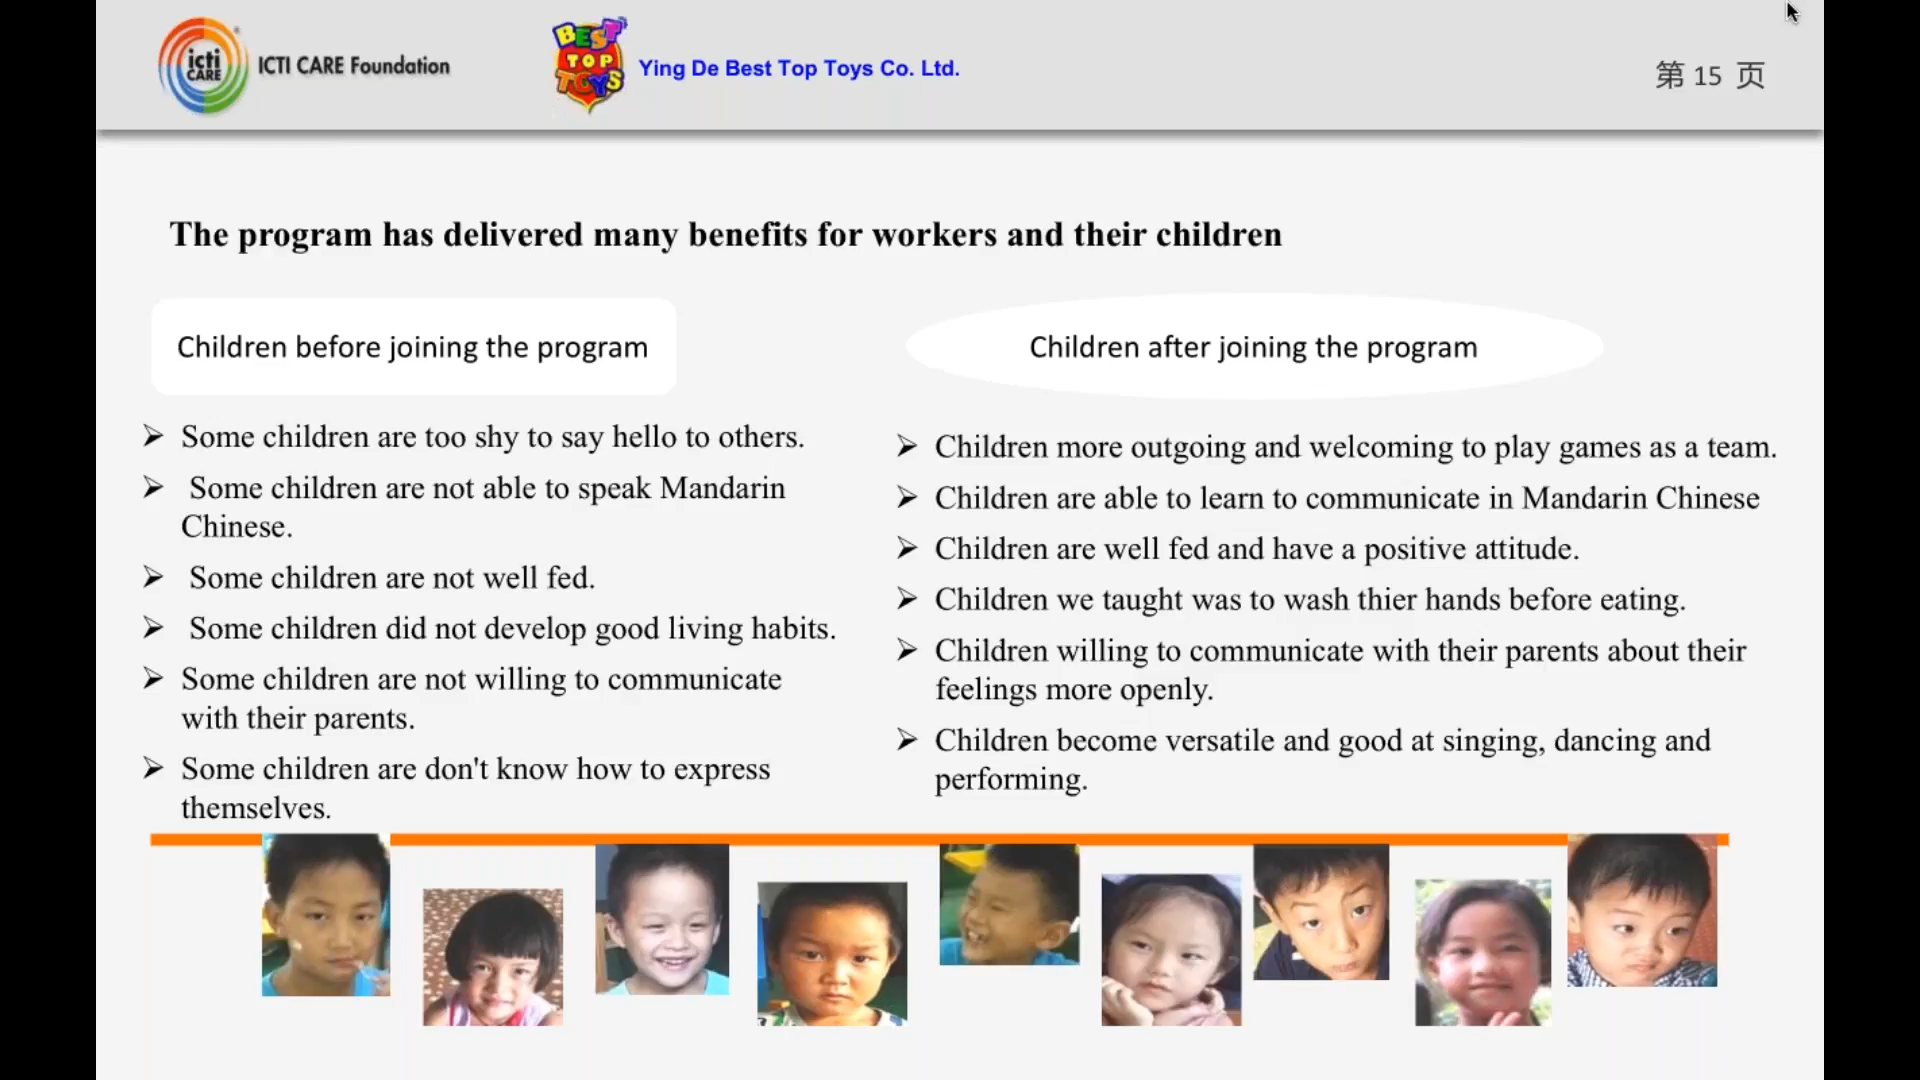 icti
CARE
ICTI CARE Foundation
BEST
TOP
TOYS
Ying De Best Top Toys Co. Ltd.
第 15 页
The program has delivered many benefits for workers and their children
Children before joining the program
➢ Some children are too shy to say hello to others.
➢ Some children are not able to speak Mandarin
Chinese.
➢ Some children are not well fed.
➢ Some children did not develop good living habits.
➢ Some children are not willing to communicate
with their parents.
➢ Some children are don't know how to express
themselves.
Children after joining the program
➢ Children more outgoing and welcoming to play games as a team.
➢ Children are able to learn to communicate in Mandarin Chinese
➢ Children are well fed and have a positive attitude.
➢ Children we taught was to wash thier hands before eating.
➢ Children willing to communicate with their parents about their
feelings more openly.
➢ Children become versatile and good at singing, dancing and
performing.